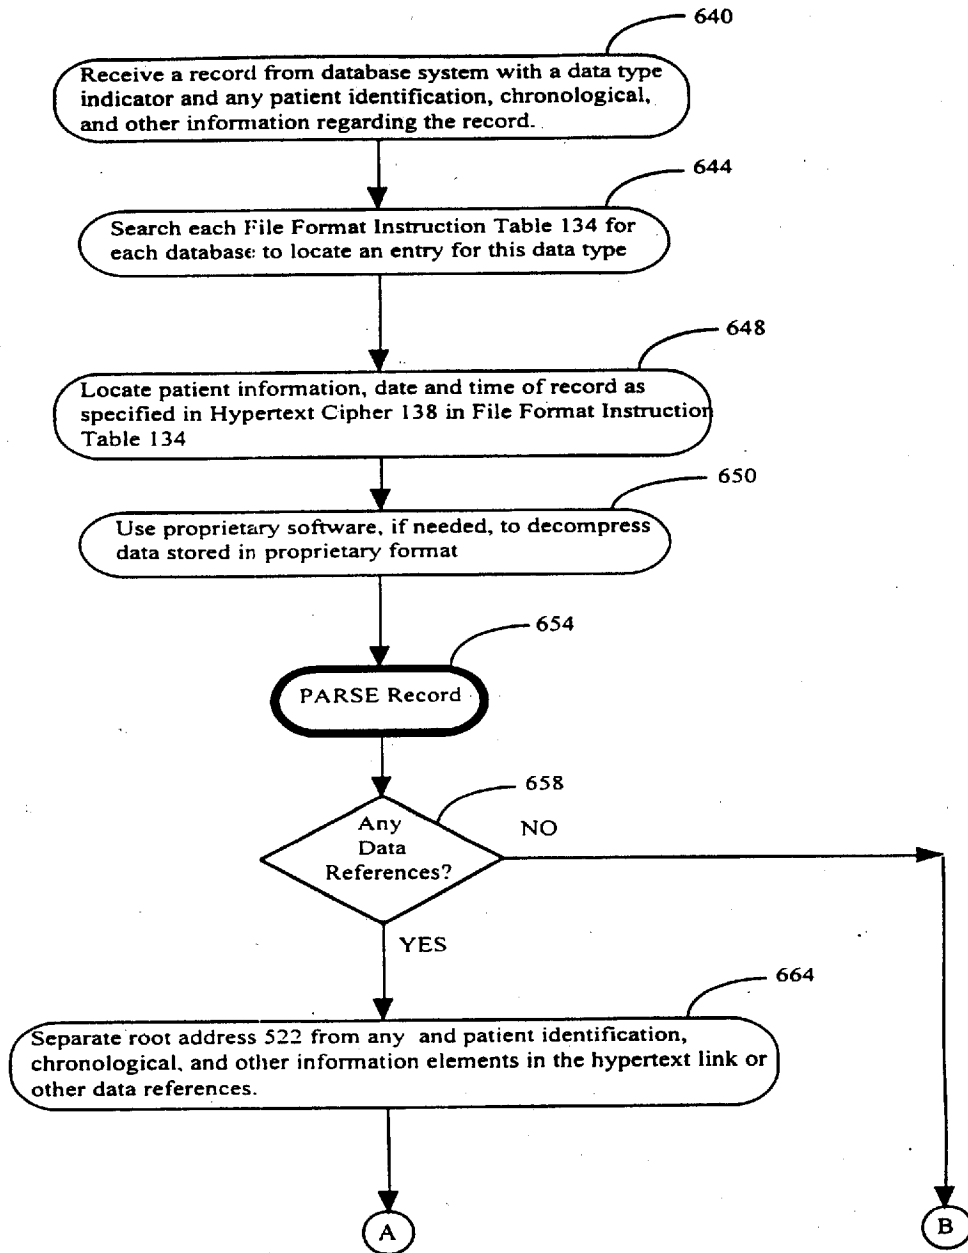 640
Receive a record from database system with a data type
indicator and any patient identification, chronological,
and other information regarding the record.
644
Search each File Format Instruction Table 134 for
each database to locate an entry for this data type
648
Locate patient information, date and time of record as
specified in Hypertext Cipher 138 in File Format Instruction
Table 134
650
Use proprietary software, if needed, to decompress
data stored in proprietary format
654
PARSE Record
658
Any
Data
References?
NO
YES
664
Separate root address 522 from any and patient identification,
chronological, and other information elements in the hypertext link or
other data references.
A
B